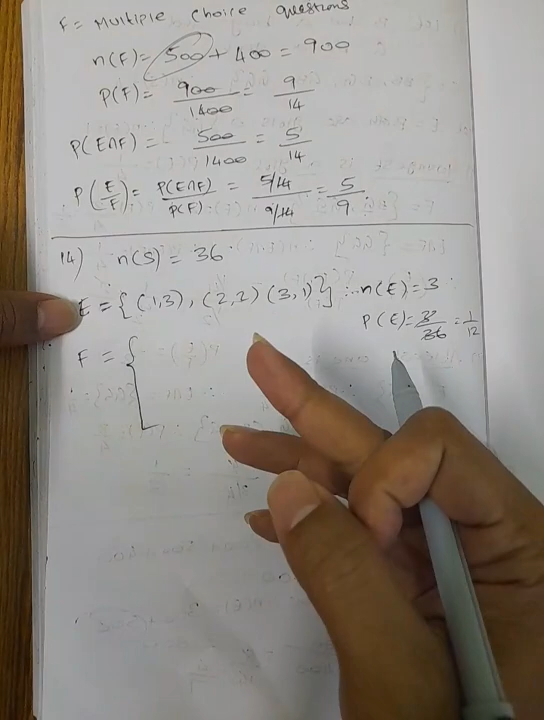 F = Multiple Choice questions
n(F) = 500 + 400 = 900
P(F) = 900/1400 = 9/14
P(E∩F) = 500/1400 = 5/14
P(E/F) = P(E∩F)/P(F) = 5/14 / 9/14 = 5/9
14) n(S) = 36
E = { (1,3), (2,2) (3,1) } ∴ n(E) = 3
P(E) = 3/36 = 1/12
F = {